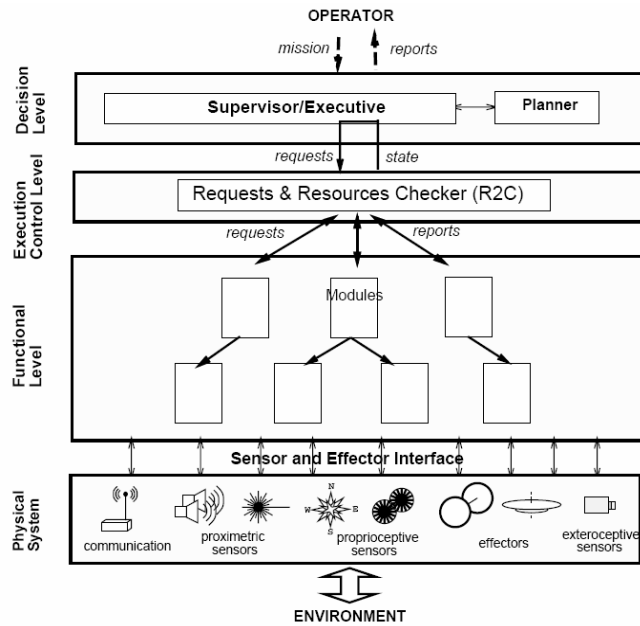 OPERATOR
mission
reports
Decision
Level
Supervisor/Executive
Planner
requests
state
Execution
Control Level
Requests & Resources Checker (R2C)
requests
reports
Functional
Level
Modules
Sensor and Effector Interface
Physical
System
N
W
E
S
communication
proximetric
sensors
proprioceptive
sensors
effectors
exteroceptive
sensors
ENVIRONMENT